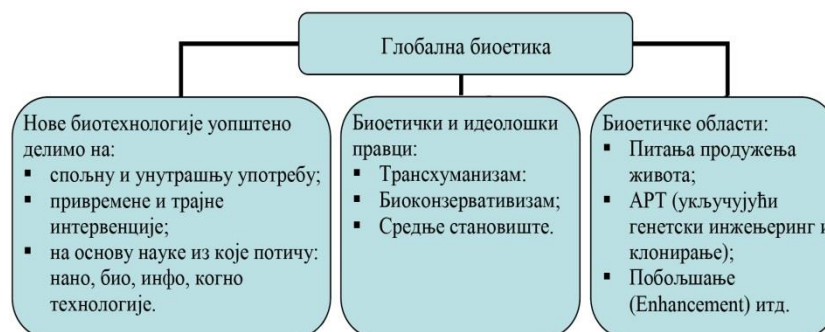 Глобална биоетика
Нове биотехнологије уопштено
делимо на:
▪ спољну и унутрашњу употребу;
▪ привремене и трајне
интервенције;
▪ на основу науке из које потичу:
нано, био, инфо, когно
технологије.
Биоетички и идеолошки
правци:
▪ Трансхуманизам:
▪ Биоконзервативизам;
▪ Средње становиште.
Биоетичке области:
▪ Питања продужења
живота;
▪ АРТ (укључујући
генетски инжењеринг и
клонирање);
▪ Побољшање
(Enhancement) итд.